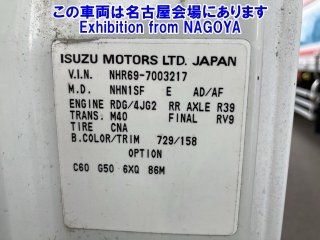 この車両は名古屋会場にあります
Exhibition from NAGOYA
ISUZU MOTORS LTD. JAPAN
V.I.N. NHR69-7003217
M.D. NHN1SF E AD/AF
ENGINE RDG/4JG2 RR AXLE R39
TRANS. M40 FINAL RV9
TIRE CNA
B.COLOR/TRIM 729/158
OPTION
C60 G50 6XQ 86M